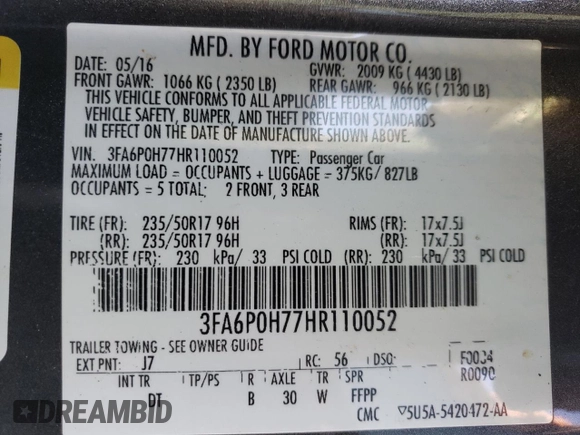 MFD. BY FORD MOTOR CO.
DATE: 05/16 GVWR: 2009 KG ( 4430 LB)
FRONT GAWR: 1066 KG ( 2350 LB) REAR GAWR: 966 KG ( 2130 LB)
THIS VEHICLE CONFORMS TO ALL APPLICABLE FEDERAL MOTOR
VEHICLE SAFETY, BUMPER, AND THEFT PREVENTION STANDARDS
IN EFFECT ON THE DATE OF MANUFACTURE SHOWN ABOVE.
VIN: 3FA6P0H77HR110052 TYPE: Passenger Car
MAXIMUM LOAD = OCCUPANTS + LUGGAGE = 375KG/ 827LB
OCCUPANTS = 5 TOTAL: 2 FRONT, 3 REAR
TIRE (FR): 235/50R17 96H RIMS (FR): 17x7.5J
(RR): 235/50R17 96H (RR): 17x7.5J
PRESSURE (FR): 230 kPa/ 33 PSI COLD (RR): 230 kPa/ 33 PSI COLD
3FA6P0H77HR110052
TRAILER TOWING - SEE OWNER GUIDE
EXT PNT: J7 RC: 56 DSO: F0034
R0090
INT TR TP/PS R AXLE TR SPR
DT B 30 W FFPP
CMC ▽5U5A-5420472-AA
EPICVIN